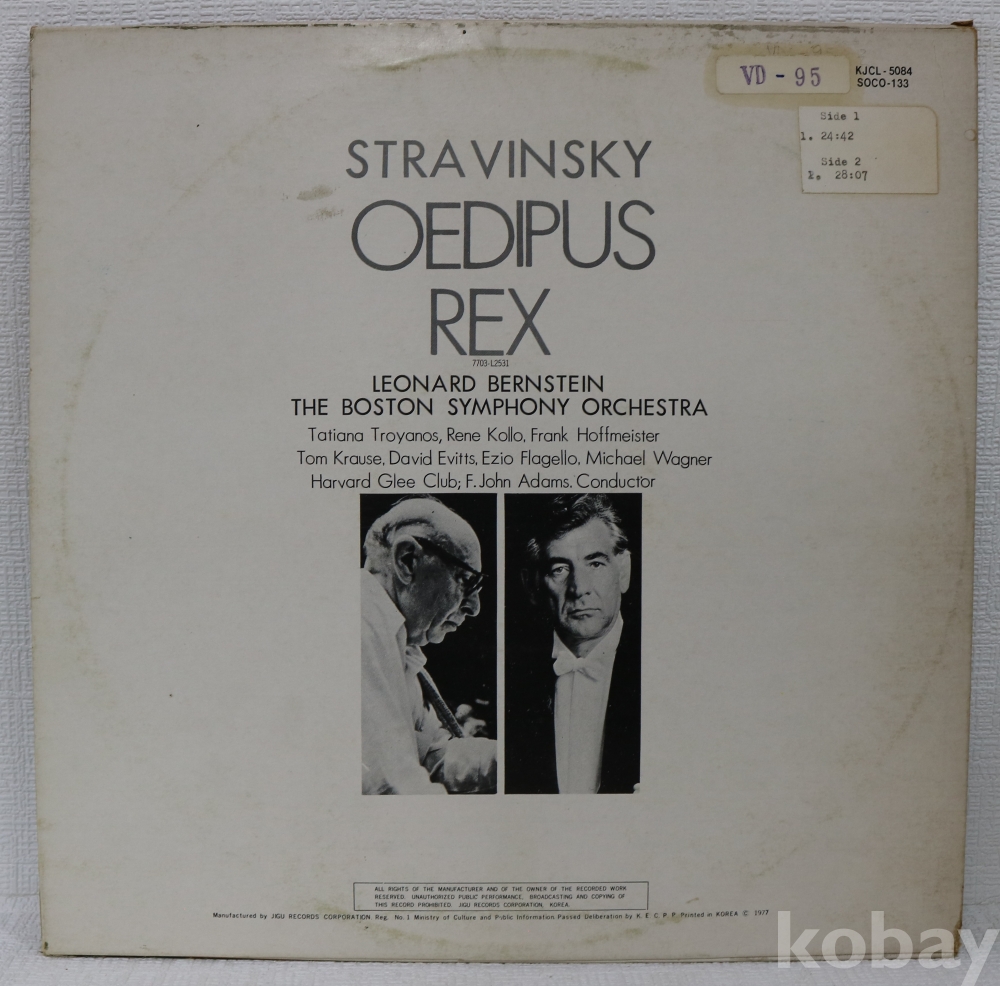 VD - 95
KJCL-5084
SOCO-133
Side 1
1. 24:42
Side 2
1. 28:07
STRAVINSKY
OEDIPUS
REX
7703-L2531
LEONARD BERNSTEIN
THE BOSTON SYMPHONY ORCHESTRA
Tatiana Troyanos, Rene Kollo, Frank Hoffmeister
Tom Krause, David Evitts, Ezio Flagello, Michael Wagner
Harvard Glee Club; F. John Adams. Conductor
ALL RIGHTS OF THE MANUFACTURER AND OF THE OWNER OF THE RECORDED WORK
RESERVED. UNAUTHORIZED PUBLIC PERFORMANCE, BROADCASTING AND COPYING OF
THIS RECORD PROHIBITED. JIGU RECORDS CORPORATION, KOREA.
Manufactured by JIGU RECORDS CORPORATION. Reg. No. 1 Ministry of Culture and Public Information Passed Deliberation by K. E. C. P. P. Printed in KOREA © 1977
kobay